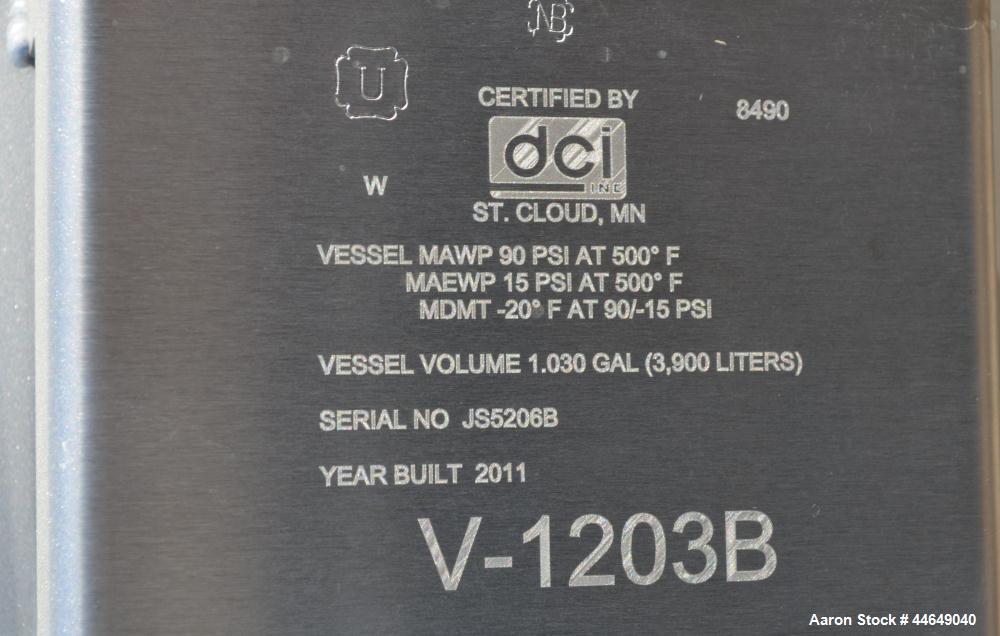 NB
U
CERTIFIED BY
8490
dci
INC
W
ST. CLOUD, MN
VESSEL MAWP 90 PSI AT 500° F
MAEWP 15 PSI AT 500° F
MDMT -20° F AT 90/-15 PSI
VESSEL VOLUME 1.030 GAL (3,900 LITERS)
SERIAL NO JS5206B
YEAR BUILT 2011
V-1203B
Aaron Stock # 44649040